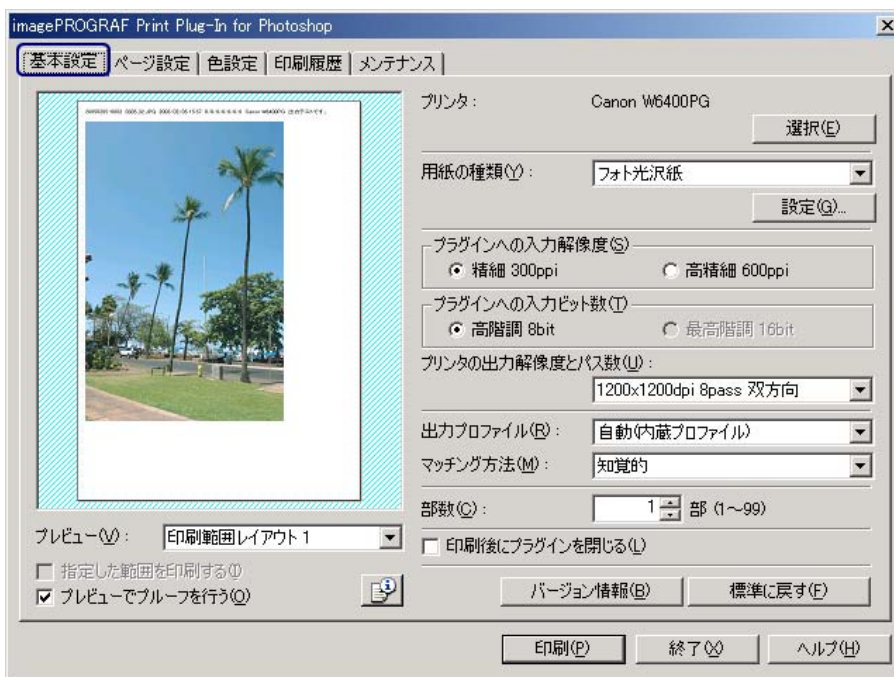 imagePROGRAF Print Plug-In for Photoshop
基本設定 ページ設定 色設定 印刷履歴 メンテナンス
プリンタ： Canon W6400PG
選択(E)
用紙の種類(Y)： フォト光沢紙
設定(G)...
プラグインへの入力解像度(S)
精細 300ppi 高精細 600ppi
プラグインへの入力ビット数(T)
高階調 8bit 最高階調 16bit
プリンタの出力解像度とパス数(U)：
1200x1200dpi 8pass 双方向
出力プロファイル(R)： 自動(内蔵プロファイル)
マッチング方法(M)： 知覚的
部数(C)： 1 部 (1～99)
印刷後にプラグインを閉じる(L)
プレビュー(V)： 印刷範囲レイアウト 1
指定した範囲を印刷する(I)
プレビューでプルーフを行う(O)
バージョン情報(B) 標準に戻す(F)
印刷(P) 終了(X) ヘルプ(H)